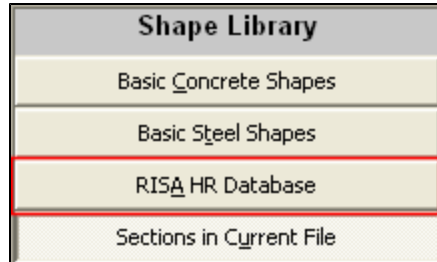 Shape Library
Basic Concrete Shapes
Basic Steel Shapes
RISA HR Database
Sections in Current File